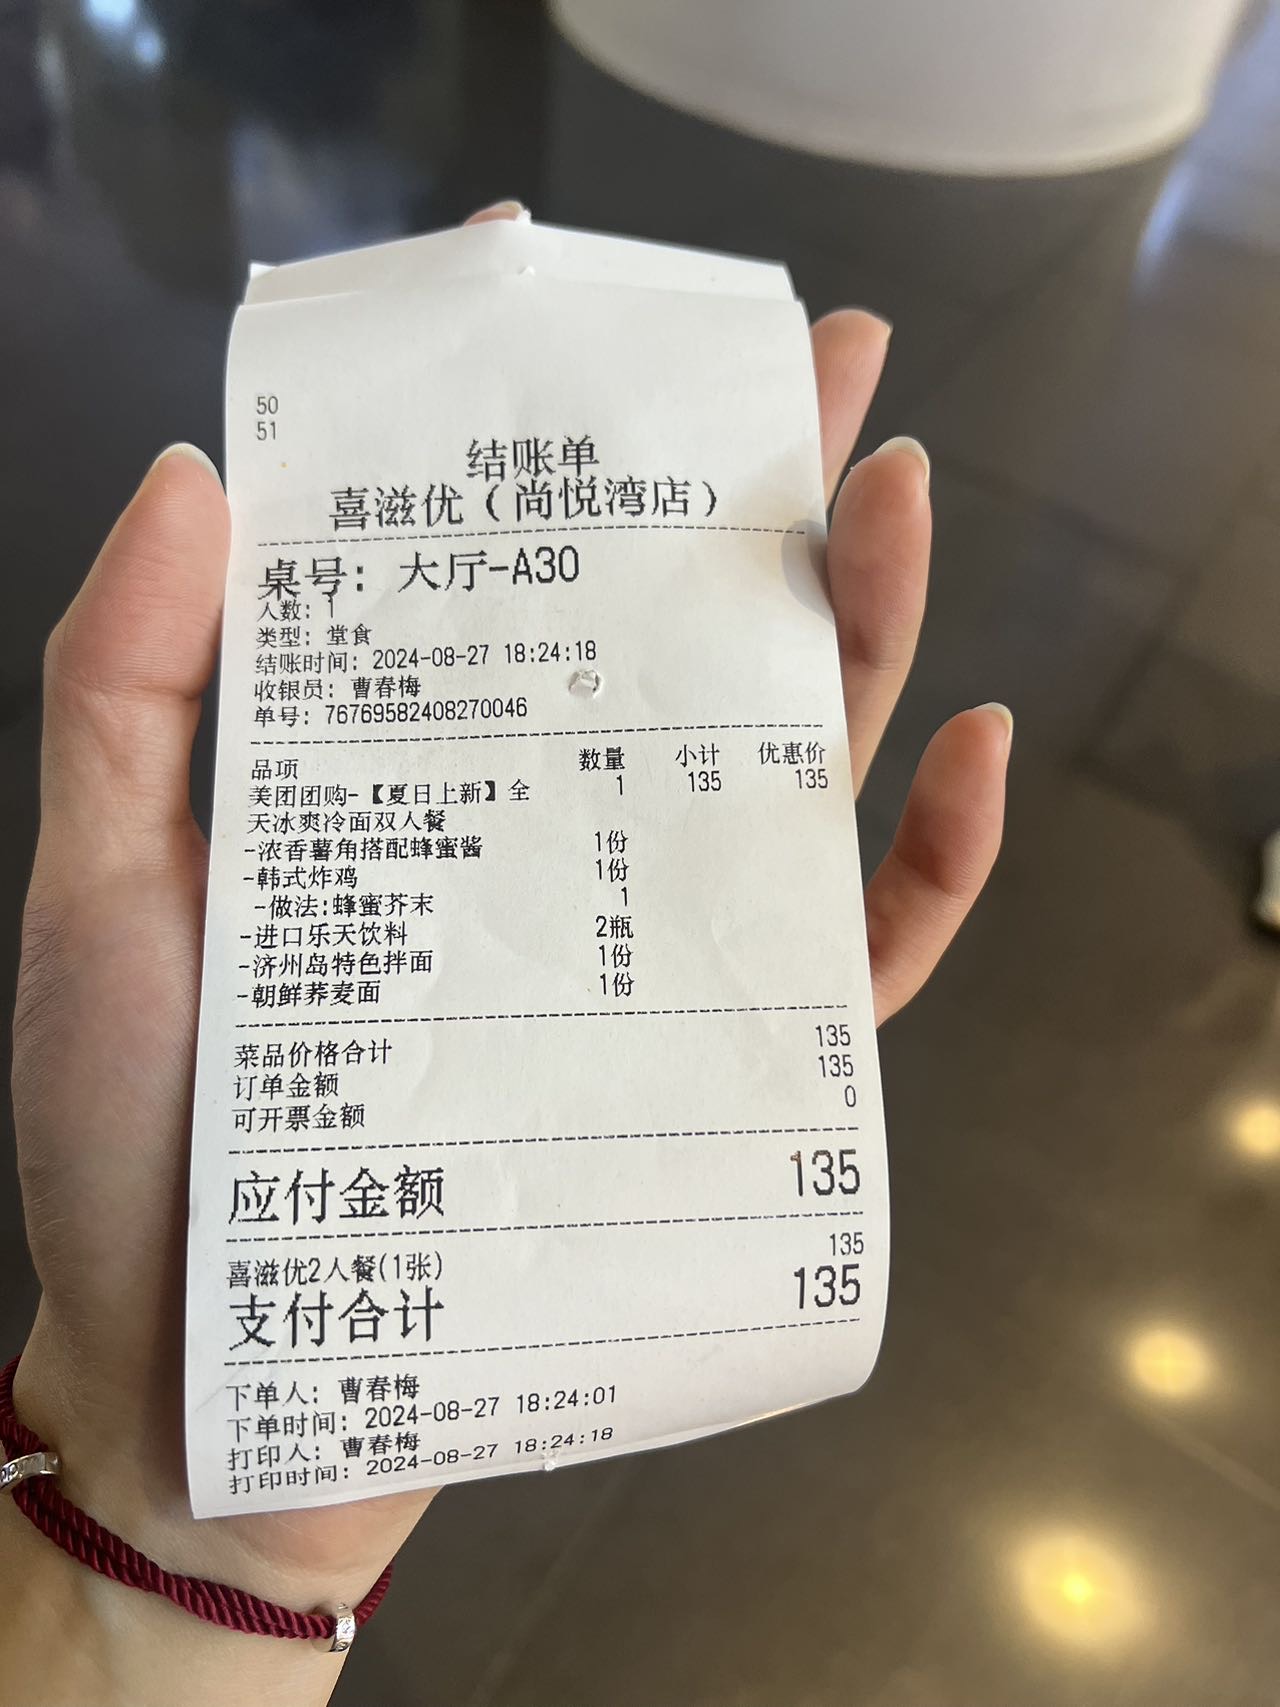 50
51
结账单
喜滋优（尚悦湾店）
桌号：大厅-A30
人数：1
类型：堂食
结账时间：2024-08-27 18:24:18
收银员：曹春梅
单号：76769582408270046
品项 数量 小计 优惠价
美团团购-【夏日上新】全 1 135 135
天冰爽冷面双人餐
-浓香薯角搭配蜂蜜酱 1份
-韩式炸鸡 1份
-做法:蜂蜜芥末 1
-进口乐天饮料 2瓶
-济州岛特色拌面 1份
-朝鲜荞麦面 1份
菜品价格合计 135
订单金额 135
可开票金额 0
应付金额 135
喜滋优2人餐(1张) 135
支付合计 135
下单人：曹春梅
下单时间：2024-08-27 18:24:01
打印人：曹春梅
打印时间：2024-08-27 18:24:18